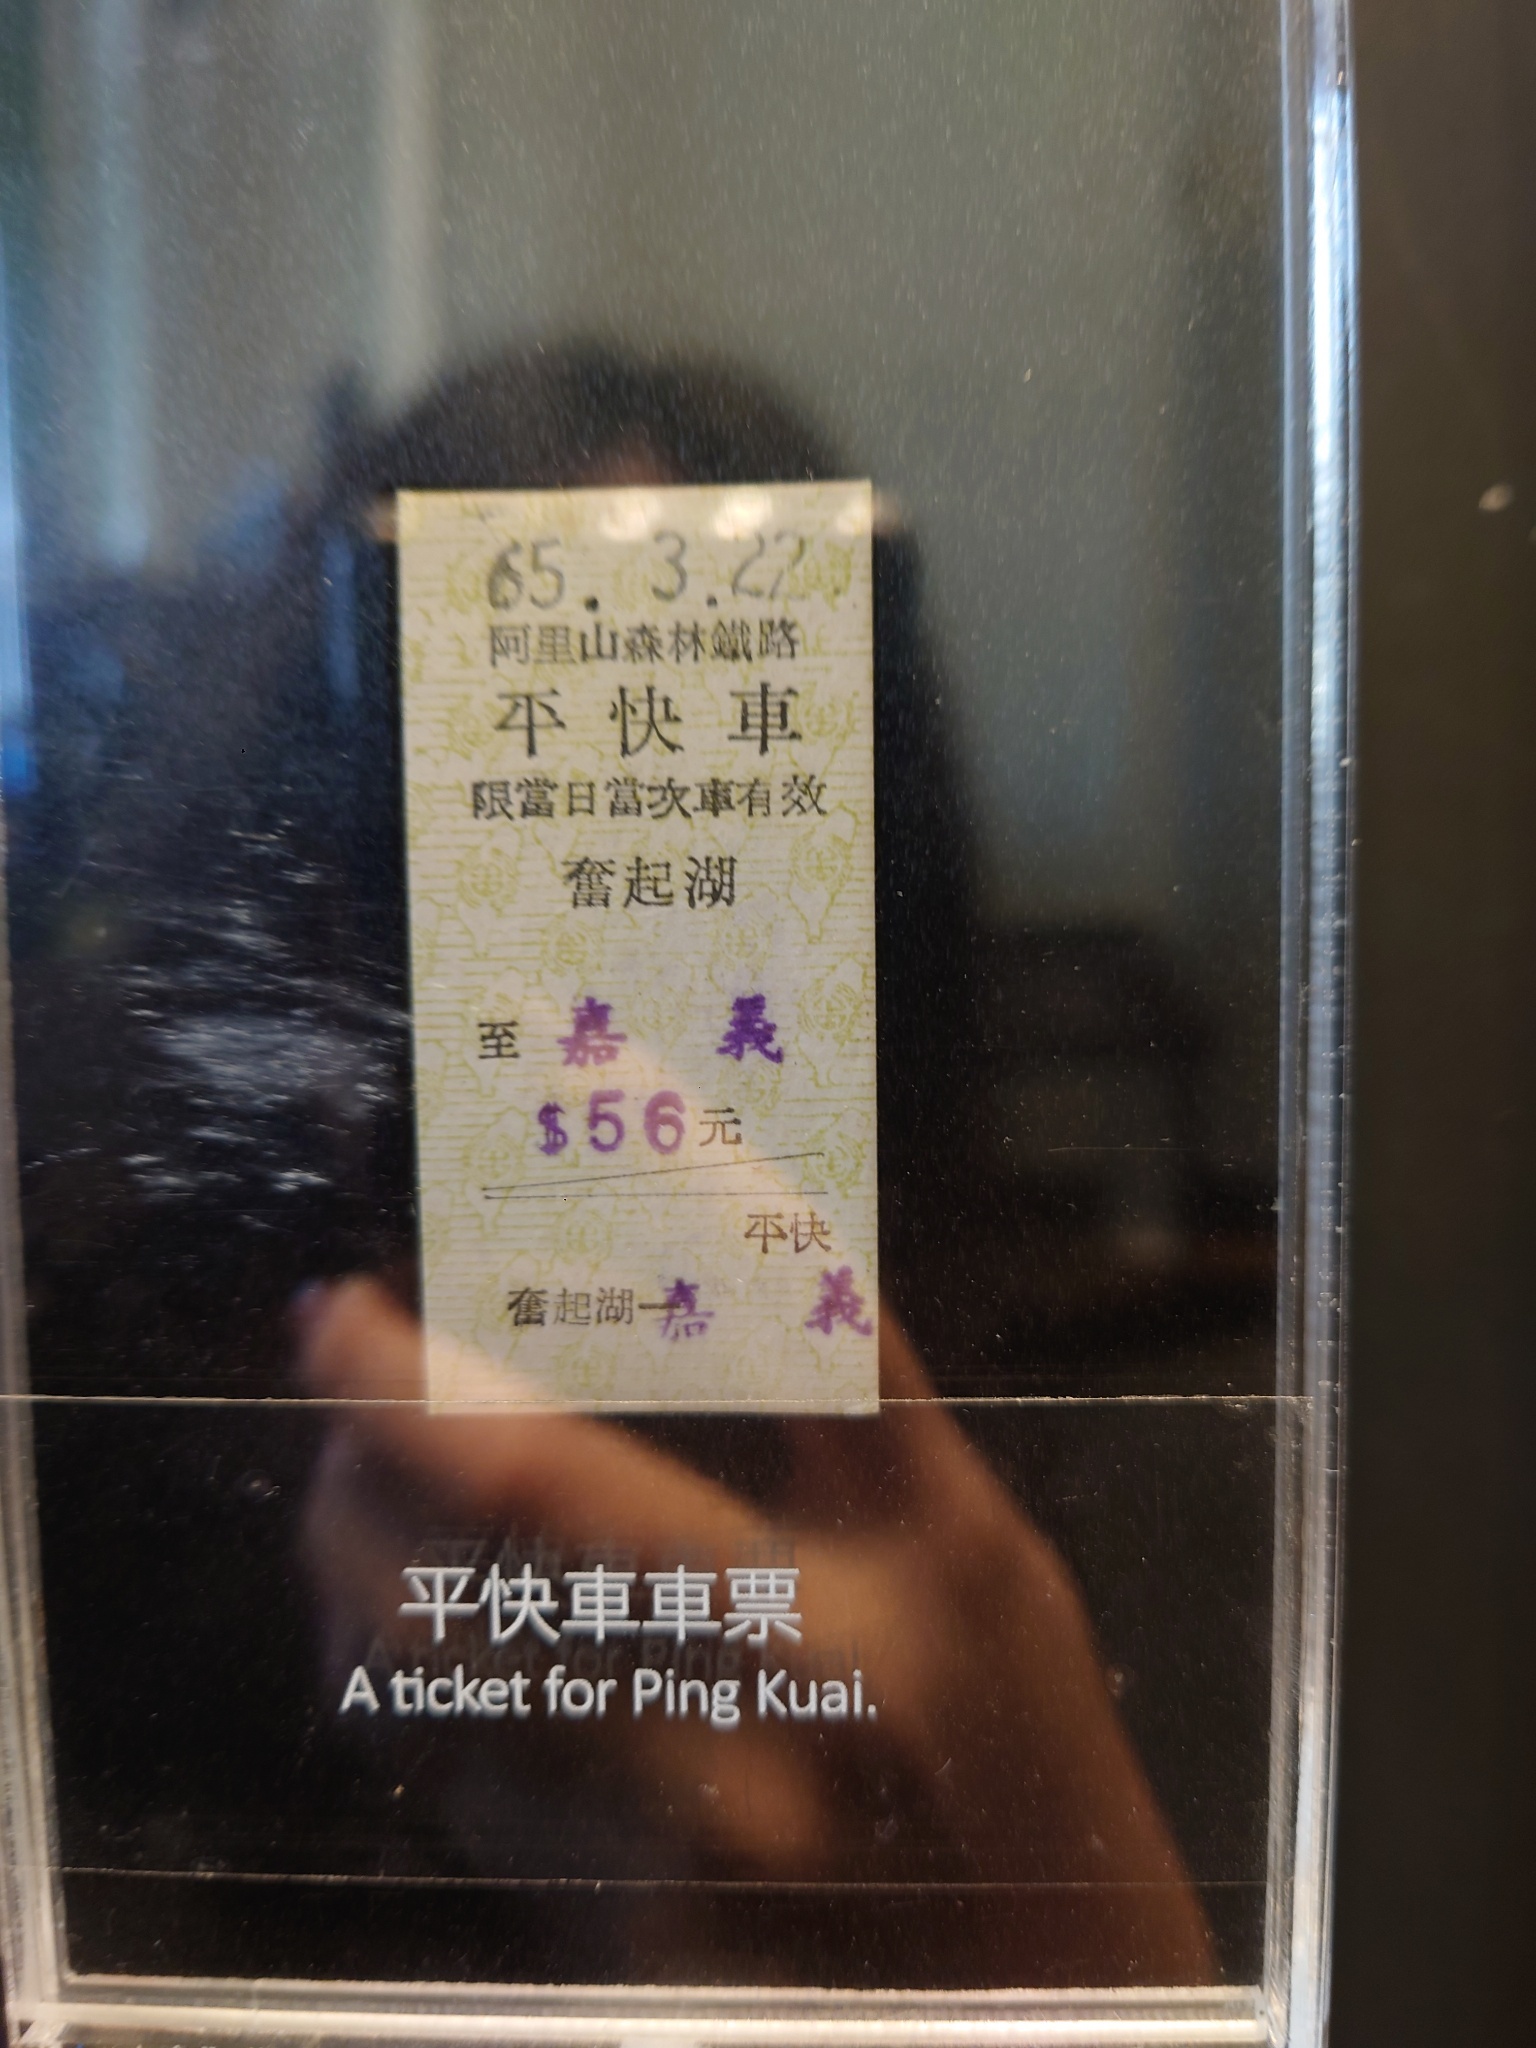 65. 3.22
阿里山森林鐵路
平快車
限當日當次車有效
奮起湖
至 嘉 義
$56元
平快
奮起湖—嘉 義
平快車車票
A ticket for Ping Kuai.